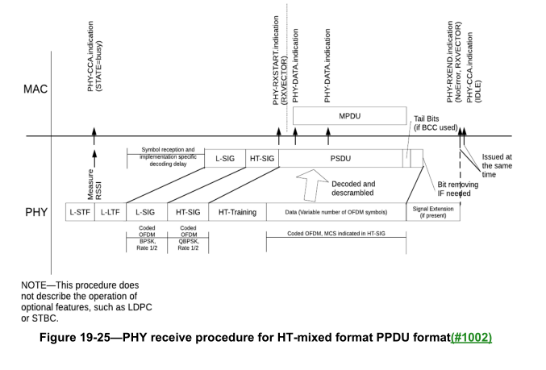 PHY-CCA.indication
(STATE=busy)
PHY-RXSTART.indication
(RXVECTOR)
PHY-DATA.indication
PHY-DATA.indication
PHY-RXEND.indication
(NoError, RXVECTOR)
PHY-CCA.indication
(IDLE)
MAC
MPDU
Tail Bits
(if BCC used)
Symbol reception and
implementation specific
decoding delay
L-SIG
HT-SIG
PSDU
Issued at
the same
time
Measure
RSSI
Decoded and
descrambled
Bit removing
IF needed
PHY
L-STF
L-LTF
L-SIG
HT-SIG
HT-Training
Data (Variable number of OFDM symbols)
Signal Extension
(if present)
Coded
OFDM
BPSK,
Rate 1/2
Coded
OFDM
QBPSK,
Rate 1/2
Coded OFDM, MCS indicated in HT-SIG
NOTE—This procedure does
not describe the operation of
optional features, such as LDPC
or STBC.
Figure 19-25—PHY receive procedure for HT-mixed format PPDU format(#1002)